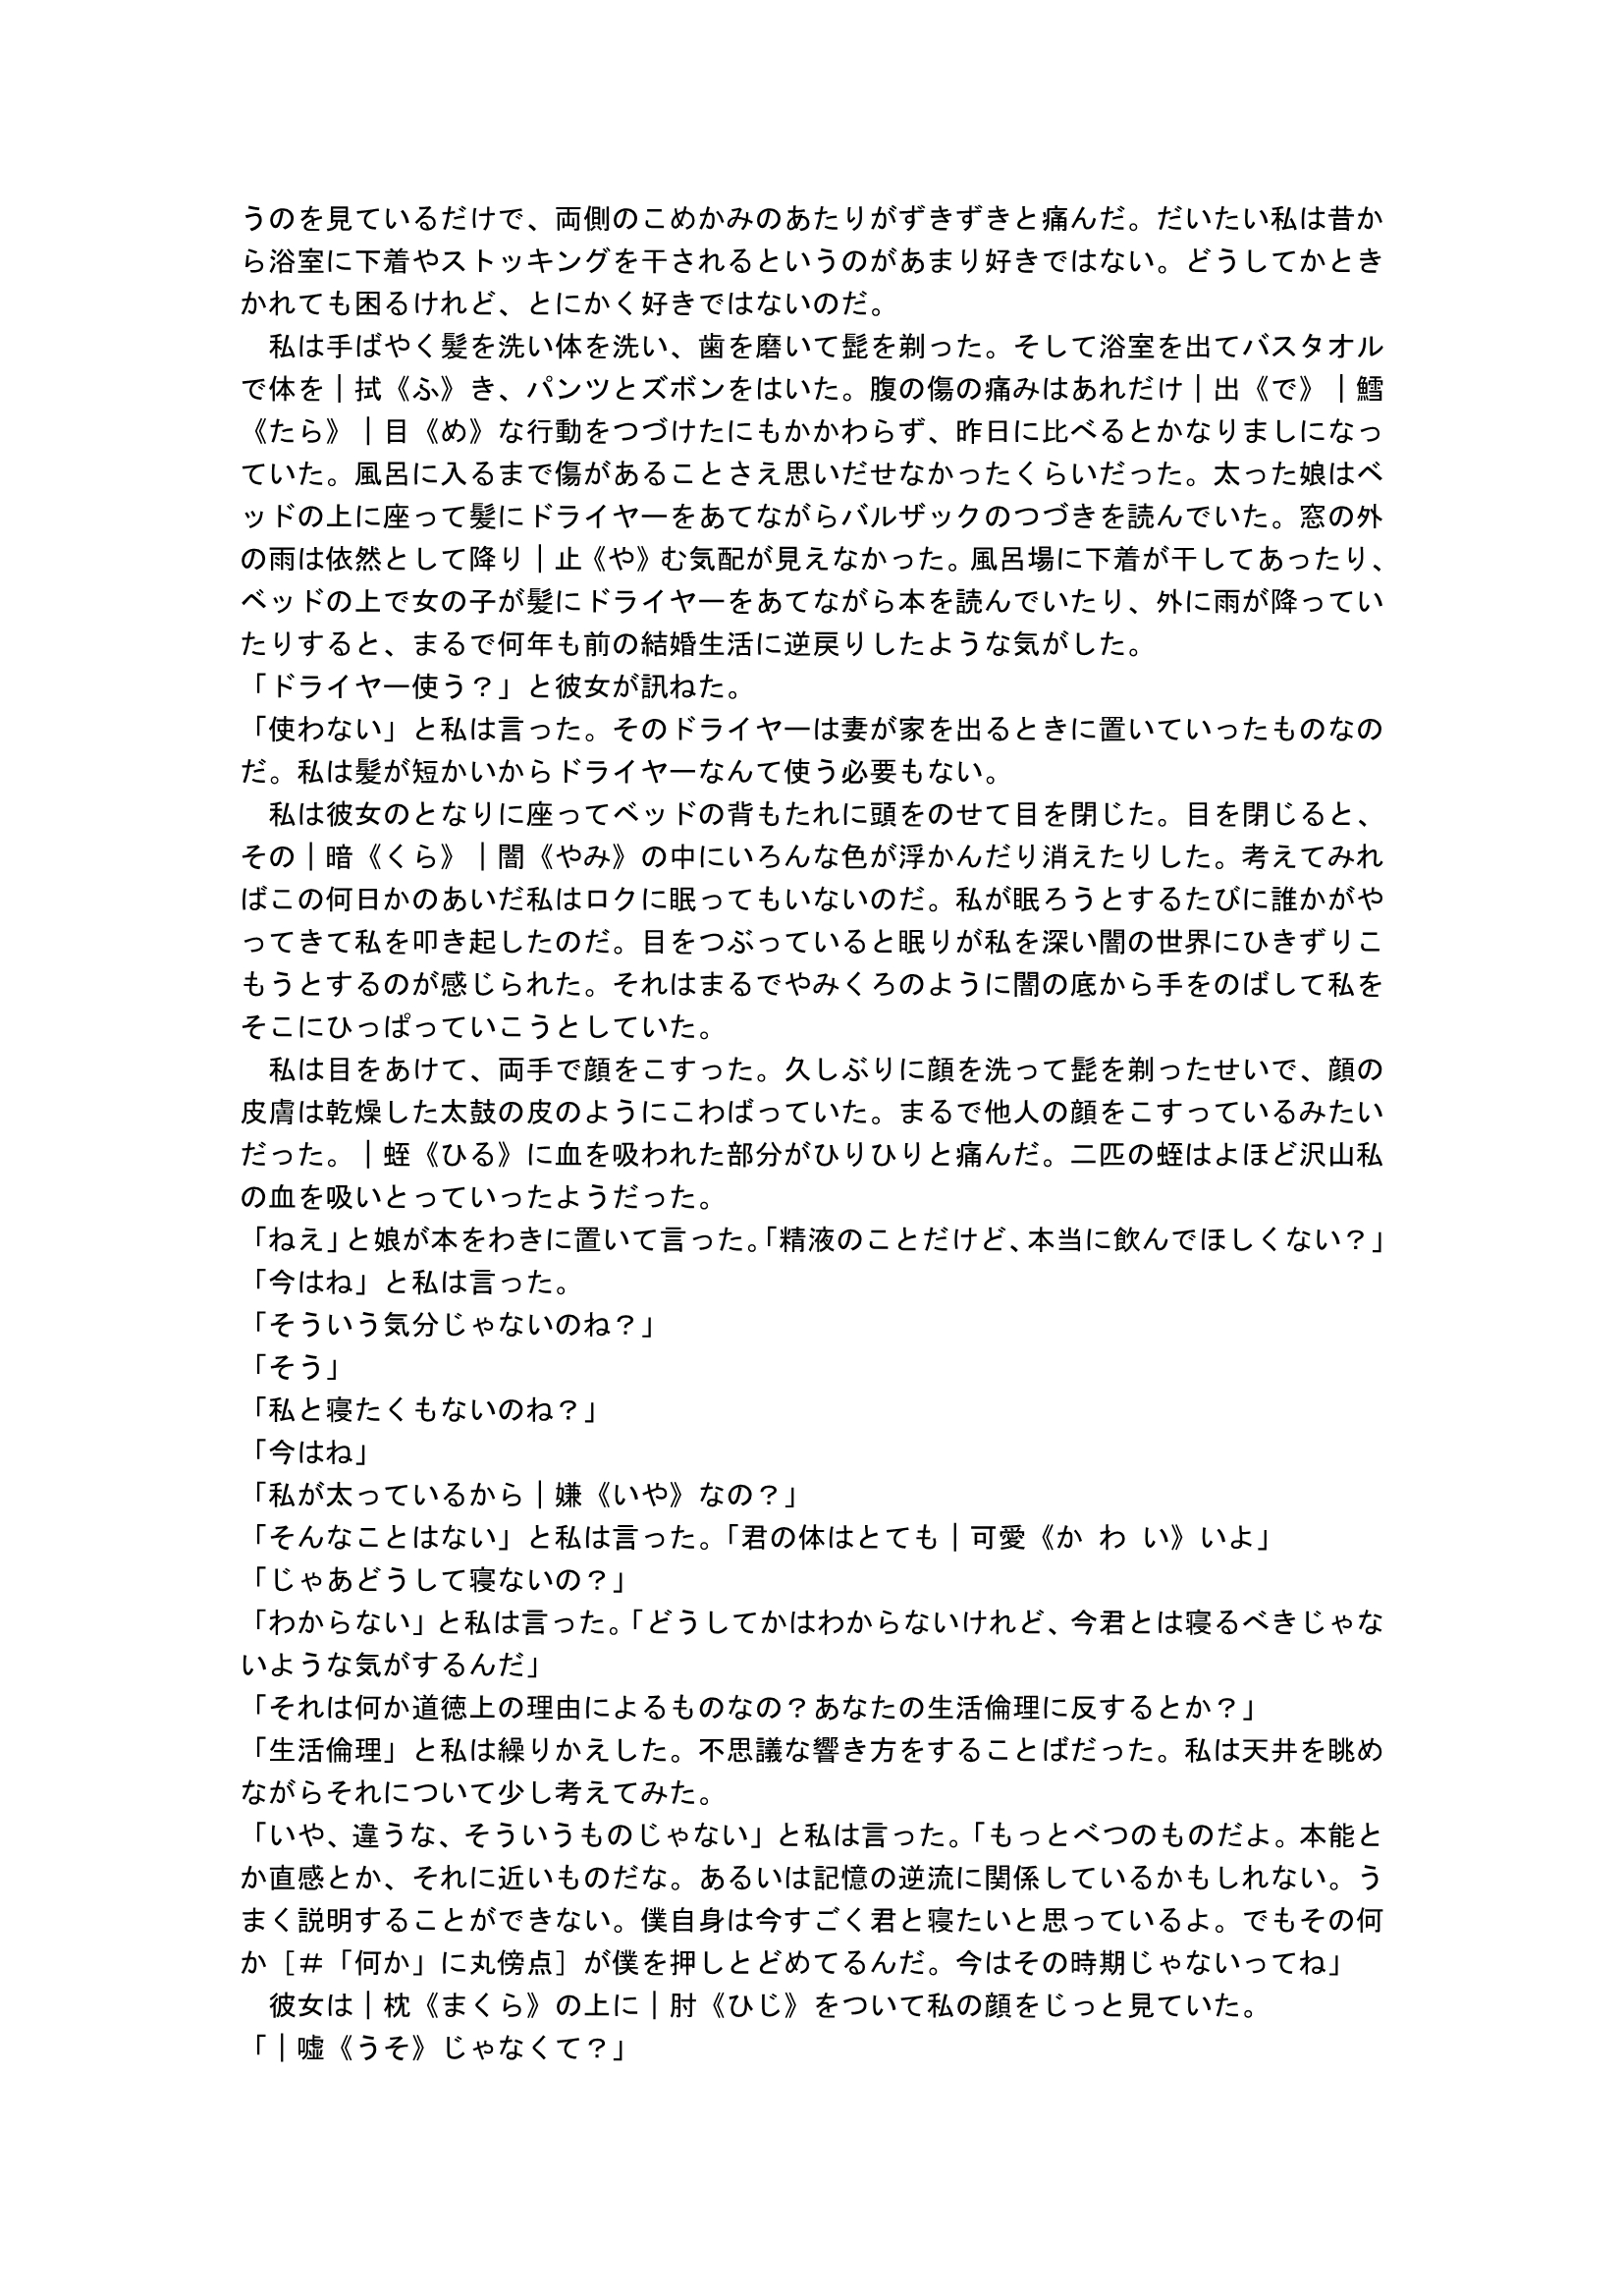 うのを見ているだけで、両側のこめかみのあたりがずきずきと痛んだ。だいたい私は昔か
ら浴室に下着やストッキングを干されるというのがあまり好きではない。どうしてかとき
かれても困るけれど、とにかく好きではないのだ。
　私は手ばやく髪を洗い体を洗い、歯を磨いて髭を剃った。そして浴室を出てバスタオル
で体を｜拭《ふ》き、パンツとズボンをはいた。腹の傷の痛みはあれだけ｜出《で》｜鱈
《たら》｜目《め》な行動をつづけたにもかかわらず、昨日に比べるとかなりましになっ
ていた。風呂に入るまで傷があることさえ思いだせなかったくらいだった。太った娘はベ
ッドの上に座って髪にドライヤーをあてながらバルザックのつづきを読んでいた。窓の外
の雨は依然として降り｜止《や》む気配が見えなかった。風呂場に下着が干してあったり、
ベッドの上で女の子が髪にドライヤーをあてながら本を読んでいたり、外に雨が降ってい
たりすると、まるで何年も前の結婚生活に逆戻りしたような気がした。
「ドライヤー使う？」と彼女が訊ねた。
「使わない」と私は言った。そのドライヤーは妻が家を出るときに置いていったものなの
だ。私は髪が短かいからドライヤーなんて使う必要もない。
　私は彼女のとなりに座ってベッドの背もたれに頭をのせて目を閉じた。目を閉じると、
その｜暗《くら》｜闇《やみ》の中にいろんな色が浮かんだり消えたりした。考えてみれ
ばこの何日かのあいだ私はロクに眠ってもいないのだ。私が眠ろうとするたびに誰かがや
ってきて私を叩き起したのだ。目をつぶっていると眠りが私を深い闇の世界にひきずりこ
もうとするのが感じられた。それはまるでやみくろのように闇の底から手をのばして私を
そこにひっぱっていこうとしていた。
　私は目をあけて、両手で顔をこすった。久しぶりに顔を洗って髭を剃ったせいで、顔の
皮膚は乾燥した太鼓の皮のようにこわばっていた。まるで他人の顔をこすっているみたい
だった。｜蛭《ひる》に血を吸われた部分がひりひりと痛んだ。二匹の蛭はよほど沢山私
の血を吸いとっていったようだった。
「ねえ」と娘が本をわきに置いて言った。「精液のことだけど、本当に飲んでほしくない？」
「今はね」と私は言った。
「そういう気分じゃないのね？」
「そう」
「私と寝たくもないのね？」
「今はね」
「私が太っているから｜嫌《いや》なの？」
「そんなことはない」と私は言った。「君の体はとても｜可愛《か わ い》いよ」
「じゃあどうして寝ないの？」
「わからない」と私は言った。「どうしてかはわからないけれど、今君とは寝るべきじゃな
いような気がするんだ」
「それは何か道徳上の理由によるものなの？あなたの生活倫理に反するとか？」
「生活倫理」と私は繰りかえした。不思議な響き方をすることばだった。私は天井を眺め
ながらそれについて少し考えてみた。
「いや、違うな、そういうものじゃない」と私は言った。「もっとべつのものだよ。本能と
か直感とか、それに近いものだな。あるいは記憶の逆流に関係しているかもしれない。う
まく説明することができない。僕自身は今すごく君と寝たいと思っているよ。でもその何
か［＃「何か」に丸傍点］が僕を押しとどめてるんだ。今はその時期じゃないってね」
　彼女は｜枕《まくら》の上に｜肘《ひじ》をついて私の顔をじっと見ていた。
「｜嘘《うそ》じゃなくて？」